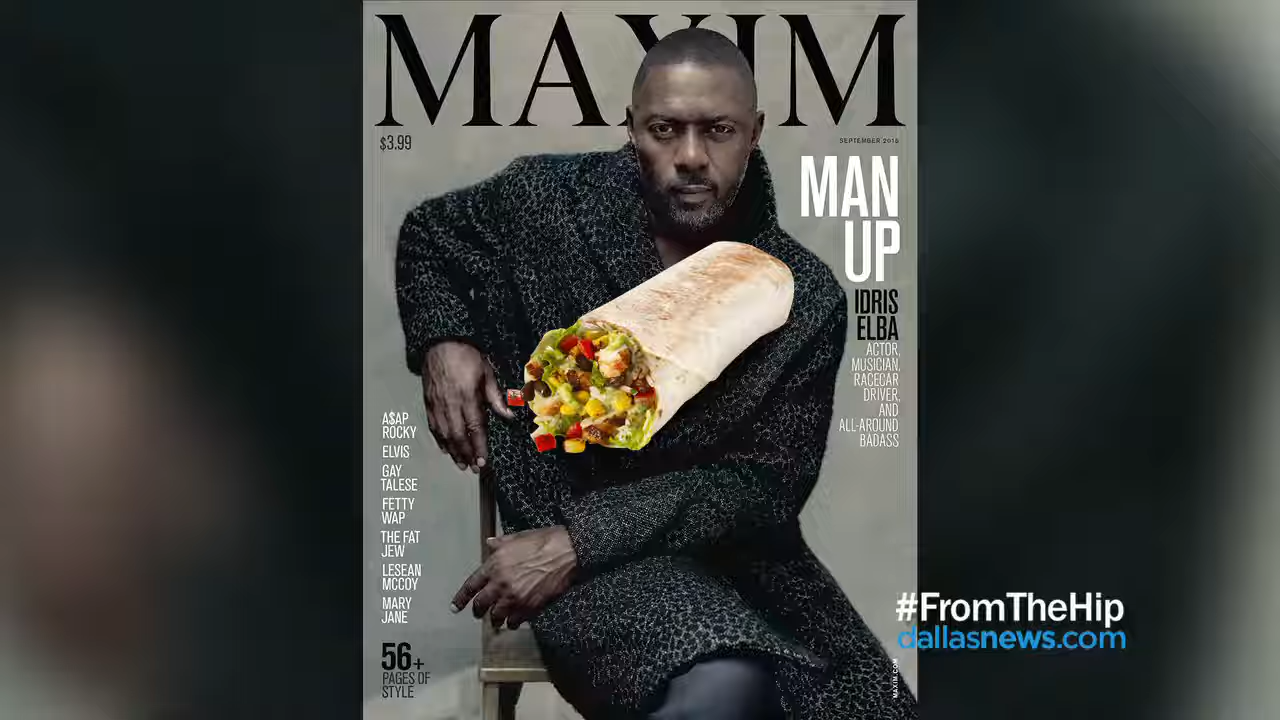 MAXIM
$3.99
SEPTEMBER 2015
MAN
UP
IDRIS
ELBA
ACTOR,
MUSICIAN,
RACECAR
DRIVER,
AND
ALL-AROUND
BADASS
A$AP
ROCKY
ELVIS
GAY
TALESE
FETTY
WAP
THE FAT
JEW
LESEAN
MCCOY
MARY
JANE
56+
PAGES OF
STYLE
MAXIM.COM
#FromTheHip
dallasnews.com